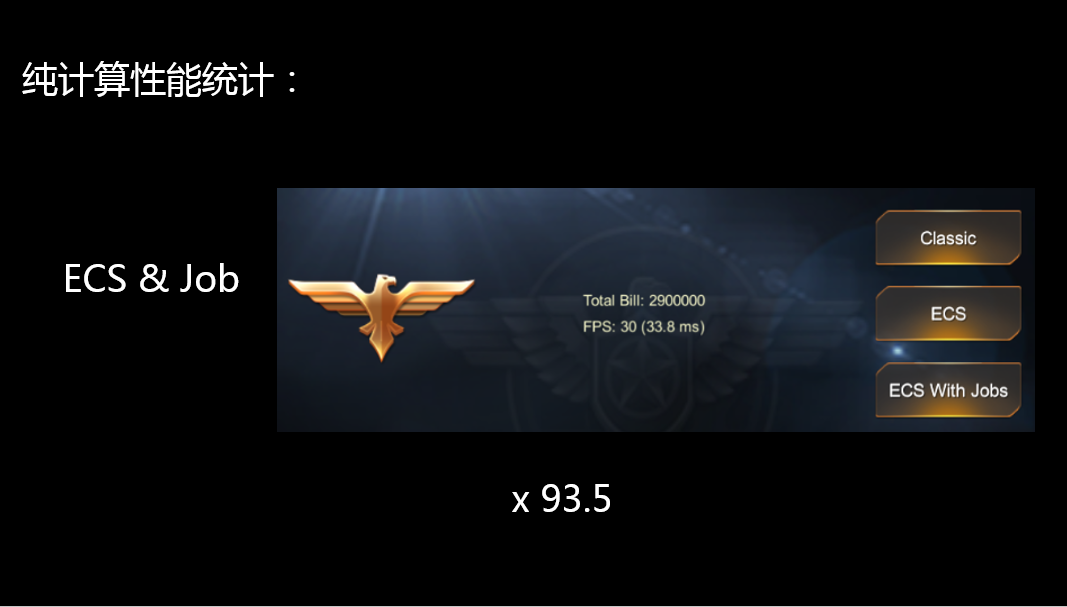 纯计算性能统计：
ECS & Job
Classic
Total Bill: 2900000
FPS: 30 (33.8 ms)
ECS
ECS With Jobs
x 93.5